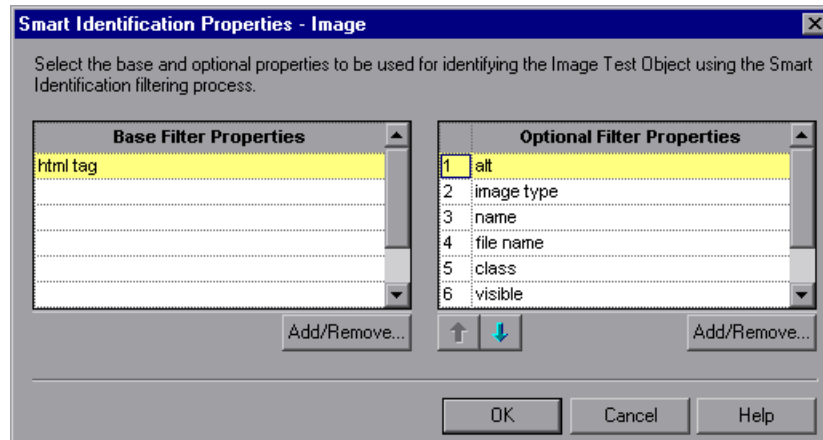 Smart Identification Properties - Image
Select the base and optional properties to be used for identifying the Image Test Object using the Smart
Identification filtering process.
Base Filter Properties
html tag
Optional Filter Properties
1 alt
2 image type
3 name
4 file name
5 class
6 visible
Add/Remove...
Add/Remove...
OK
Cancel
Help